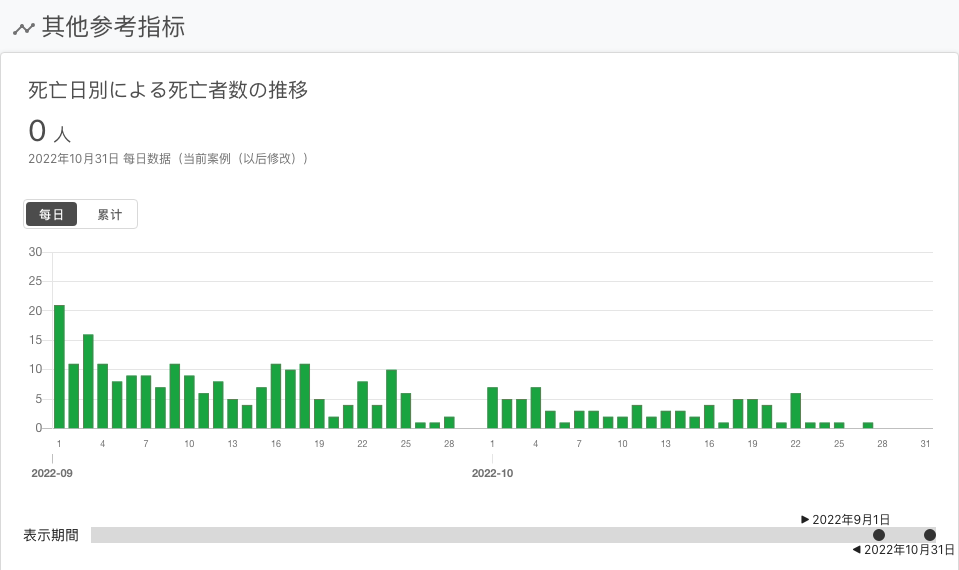 其他参考指标
死亡日別による死亡者数の推移
0 人
2022年10月31日 每日数据（当前案例（以后修改））
每日 累计
30
25
20
15
10
5
0
1 4 7 10 13 16 19 22 25 28 1 4 7 10 13 16 19 22 25 28 31
2022-09 2022-10
▶ 2022年9月1日
表示期間
◀ 2022年10月31日